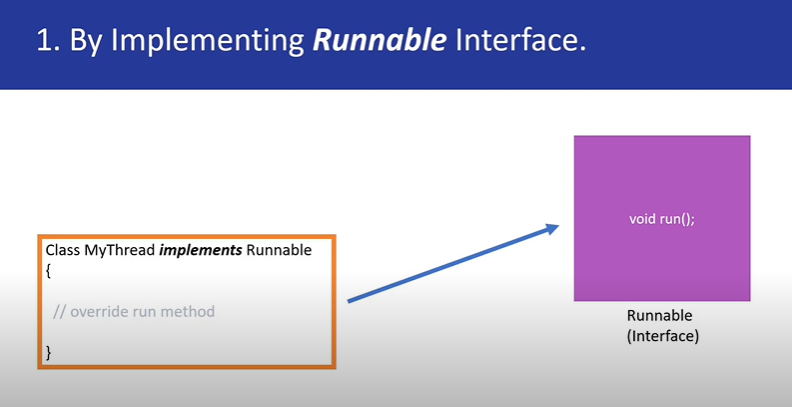 1. By Implementing Runnable Interface.
Class MyThread implements Runnable
{
// override run method
}
void run();
Runnable
(Interface)